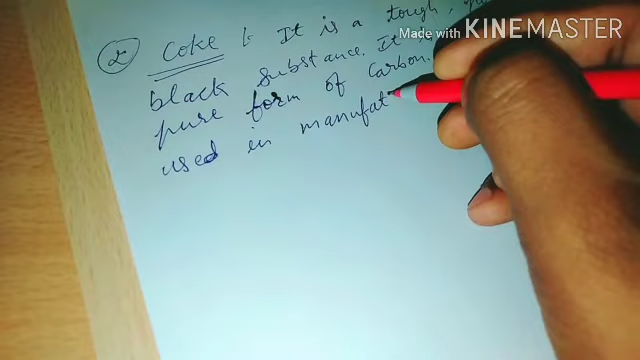 Made with KINEMASTER
② Coke :- It is a tough,
black substance. It
pure form of Carbon.
used in manufat